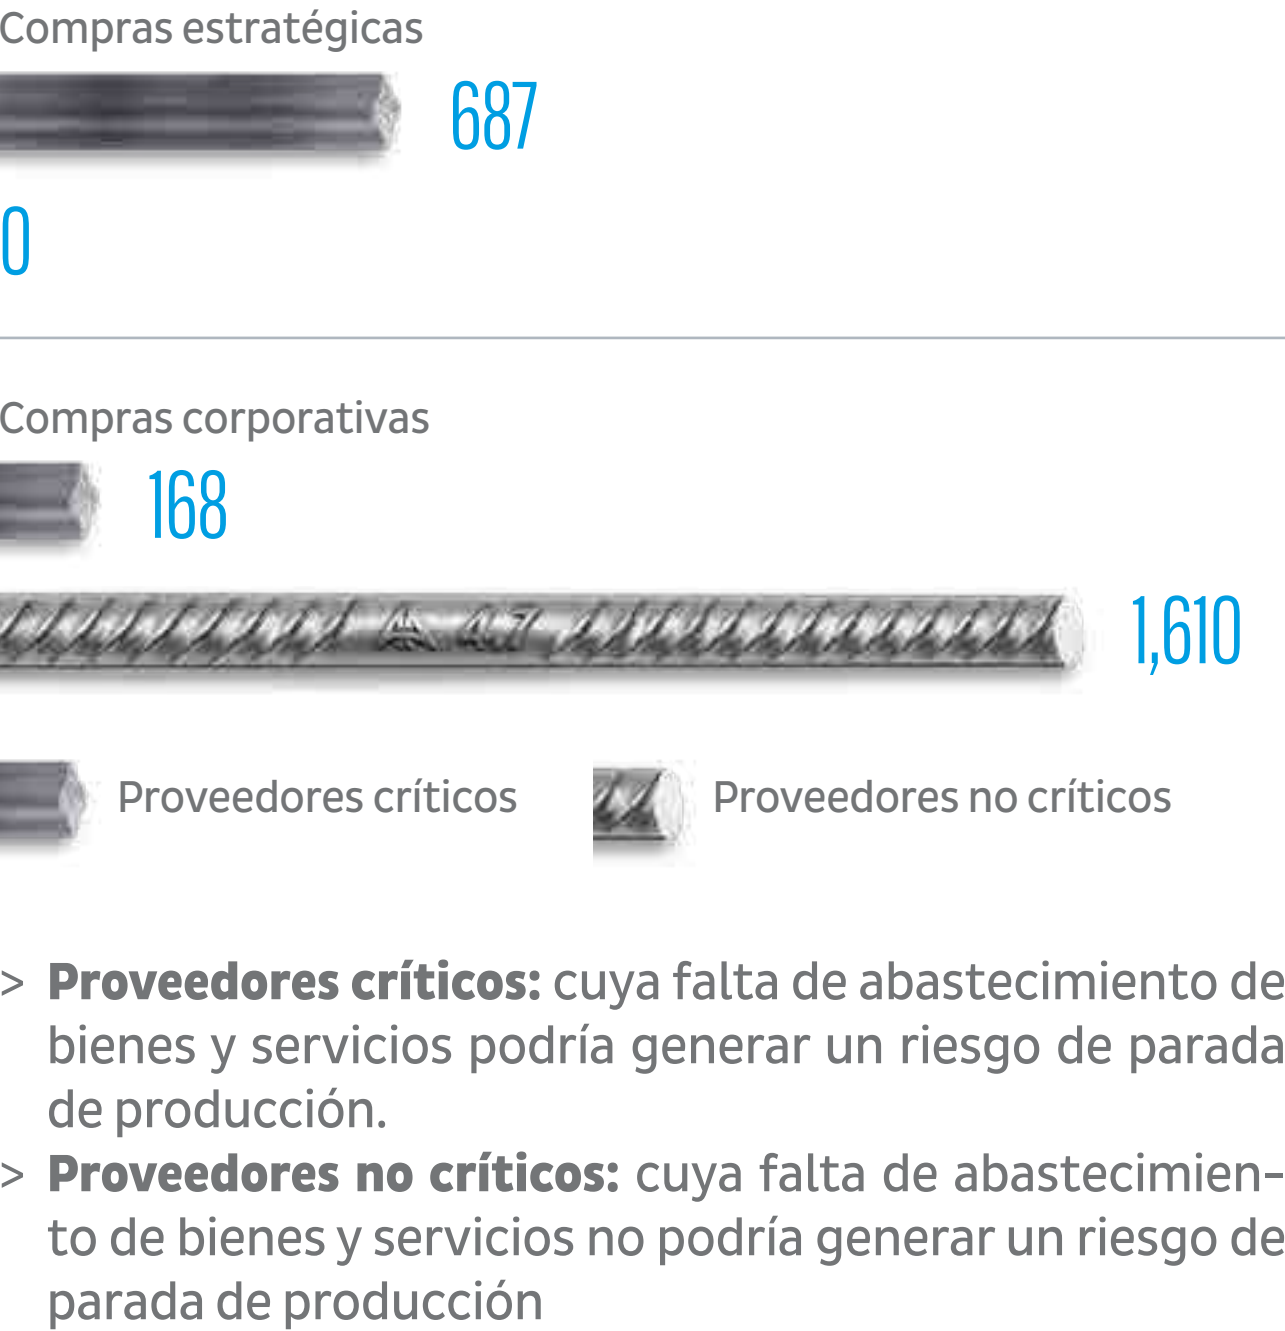 Compras estratégicas
687
0
Compras corporativas
168
1,610
Proveedores críticos
Proveedores no críticos
> Proveedores críticos: cuya falta de abastecimiento de
bienes y servicios podría generar un riesgo de parada
de producción.
> Proveedores no críticos: cuya falta de abastecimien-
to de bienes y servicios no podría generar un riesgo de
parada de producción